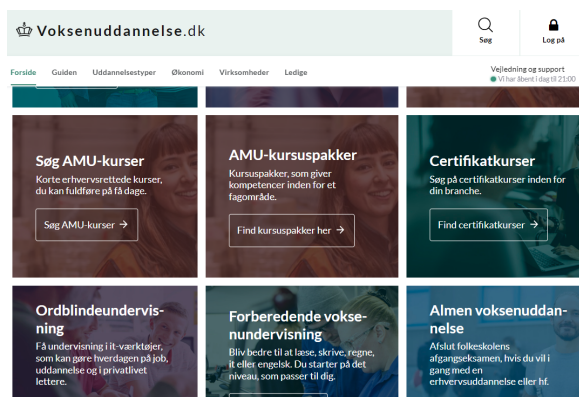 Voksenuddannelse.dk
Søg
Log på
Forside Guiden Uddannelsestyper Økonomi Virksomheder Ledige
Vejledning og support
Vi har åbent i dag til 21:00
Søg AMU-kurser
Korte erhvervsrettede kurser,
du kan fuldføre på få dage.
Søg AMU-kurser →
AMU-kursuspakker
Kursuspakker, som giver
kompetencer inden for et
fagområde.
Find kursuspakker her →
Certifikatkurser
Søg på certifikatkurser inden for
din branche.
Find certifikatkurser →
Ordblindeundervis-
ning
Få undervisning i it-værktøjer,
som kan gøre hverdagen på job,
uddannelse og i privatlivet
lettere.
Forberedende vokse-
nundervisning
Bliv bedre til at læse, skrive, regne,
it eller engelsk. Du starter på det
niveau, som passer til dig.
Almen voksenuddan-
nelse
Afslut folkeskolens
afgangseksamen, hvis du vil i
gang med en
erhvervsuddannelse eller hf.